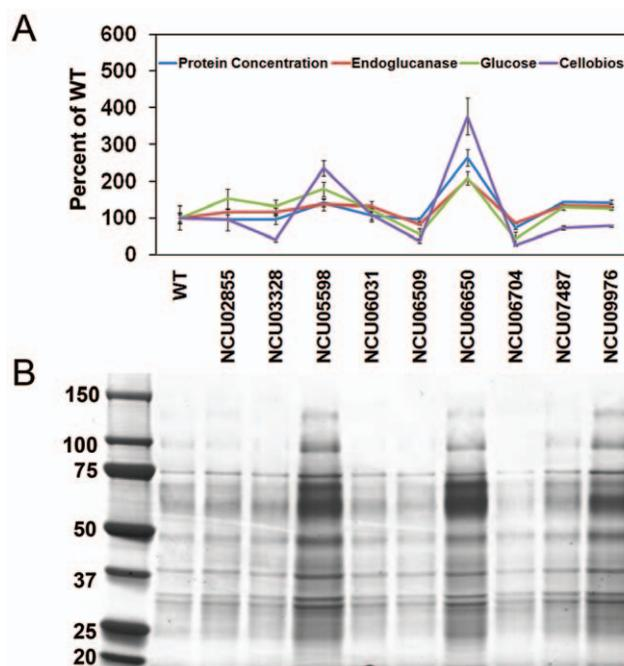 A
600
500
400
300
200
100
0
Percent of WT
Protein Concentration Endoglucanase Glucose Cellobios
WT
NCU02855
NCU03328
NCU05598
NCU06031
NCU06509
NCU06650
NCU06704
NCU07487
NCU09976
B
150
100
75
50
37
25
20